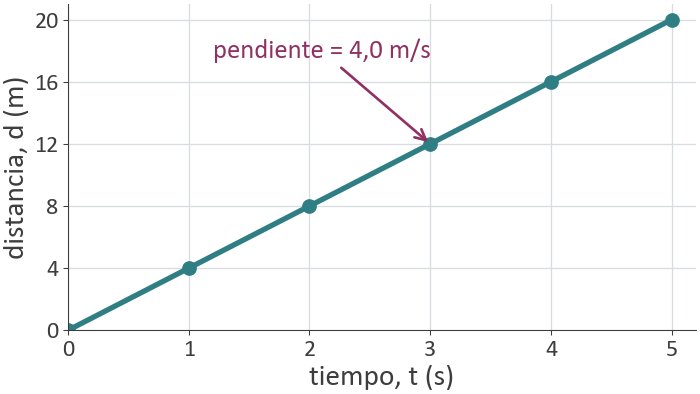 20
pendiente = 4,0 m/s
16
12
8
4
0
distancia, d (m)
0 1 2 3 4 5
tiempo, t (s)